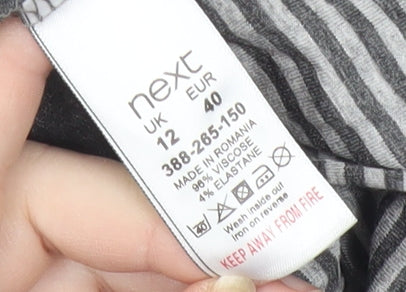 next
UK EUR
12 40
388-265-150
MADE IN ROMANIA
96% VISCOSE
4% ELASTANE
40
Wash inside out
iron on reverse
KEEP AWAY FROM FIRE